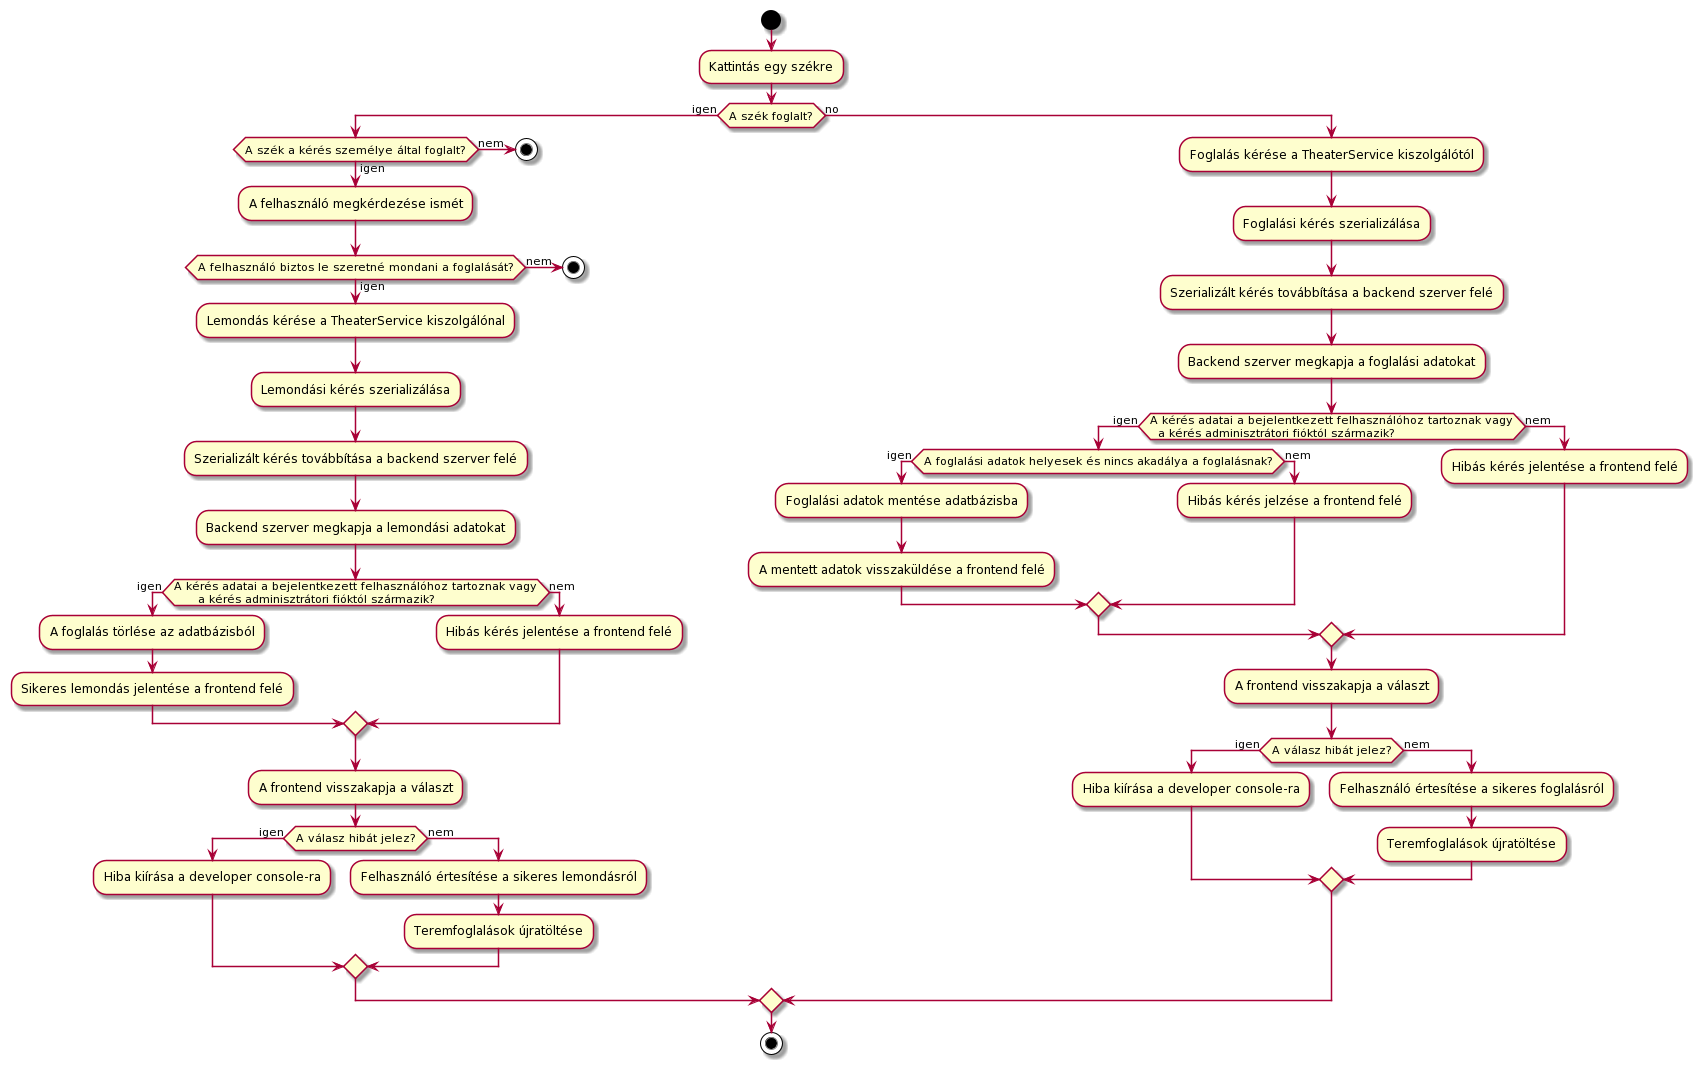 Kattintás egy székre
A szék foglalt?
igen
no
A szék a kérés személye által foglalt?
nem
igen
A felhasználó megkérdezése ismét
A felhasználó biztos le szeretné mondani a foglalását?
nem
igen
Lemondás kérése a TheaterService kiszolgálónal
Lemondási kérés szerializálása
Szerializált kérés továbbítása a backend szerver felé
Backend szerver megkapja a lemondási adatokat
igen
A kérés adatai a bejelentkezett felhasználóhoz tartoznak vagy
a kérés adminisztrátori fióktól származik?
nem
A foglalás törlése az adatbázisból
Sikeres lemondás jelentése a frontend felé
Hibás kérés jelentése a frontend felé
A frontend visszakapja a választ
igen
A válasz hibát jelez?
nem
Hiba kiírása a developer console-ra
Felhasználó értesítése a sikeres lemondásról
Teremfoglalások újratöltése
Foglalás kérése a TheaterService kiszolgálótól
Foglalási kérés szerializálása
Szerializált kérés továbbítása a backend szerver felé
Backend szerver megkapja a foglalási adatokat
igen
A kérés adatai a bejelentkezett felhasználóhoz tartoznak vagy
a kérés adminisztrátori fióktól származik?
nem
igen
A foglalási adatok helyesek és nincs akadálya a foglalásnak?
nem
Foglalási adatok mentése adatbázisba
A mentett adatok visszaküldése a frontend felé
Hibás kérés jelzése a frontend felé
Hibás kérés jelentése a frontend felé
A frontend visszakapja a választ
igen
A válasz hibát jelez?
nem
Hiba kiírása a developer console-ra
Felhasználó értesítése a sikeres foglalásról
Teremfoglalások újratöltése